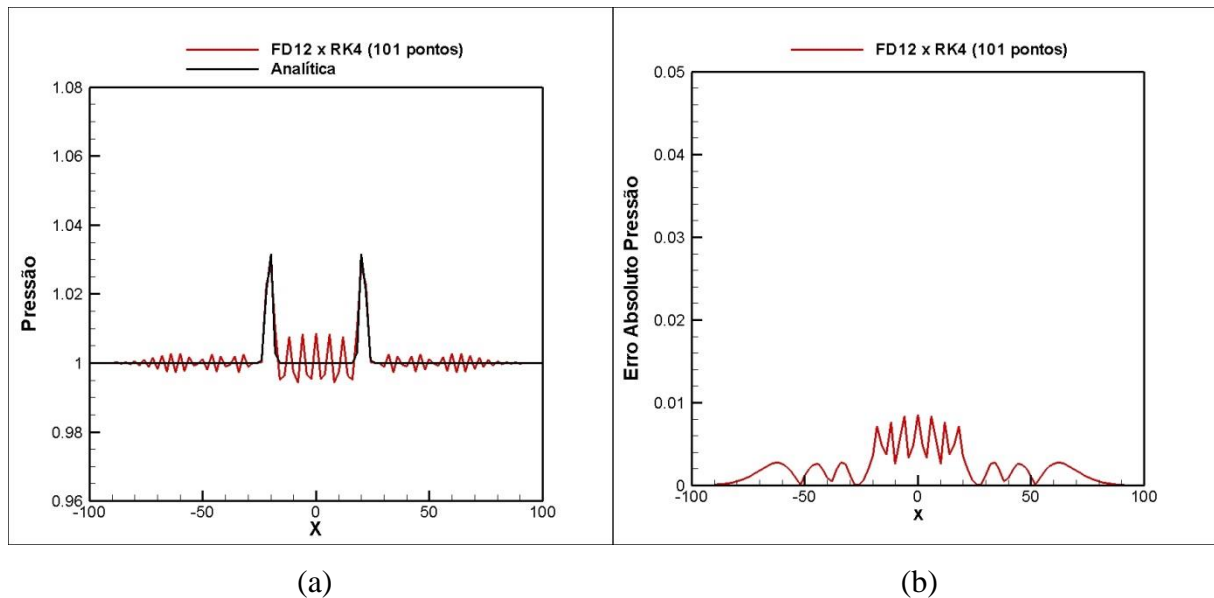 FD12 x RK4 (101 pontos)
Analítica
1.08
1.06
1.04
1.02
1
0.98
0.96
Pressão
-100
-50
0
50
100
X
(a)
FD12 x RK4 (101 pontos)
0.05
0.04
0.03
0.02
0.01
0
Erro Absoluto Pressão
-100
-50
0
50
100
X
(b)